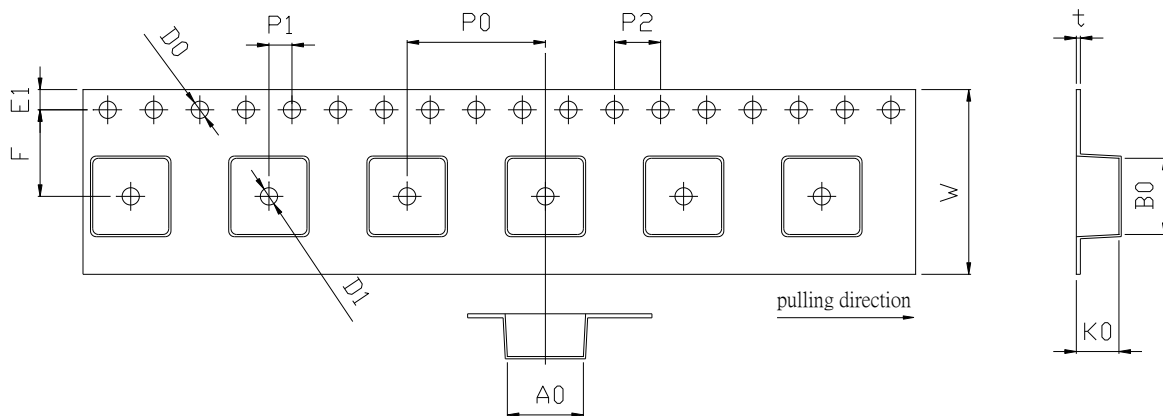 P1
P0
P2
t
D0
E1
F
W
B0
D1
pulling direction
K0
A0